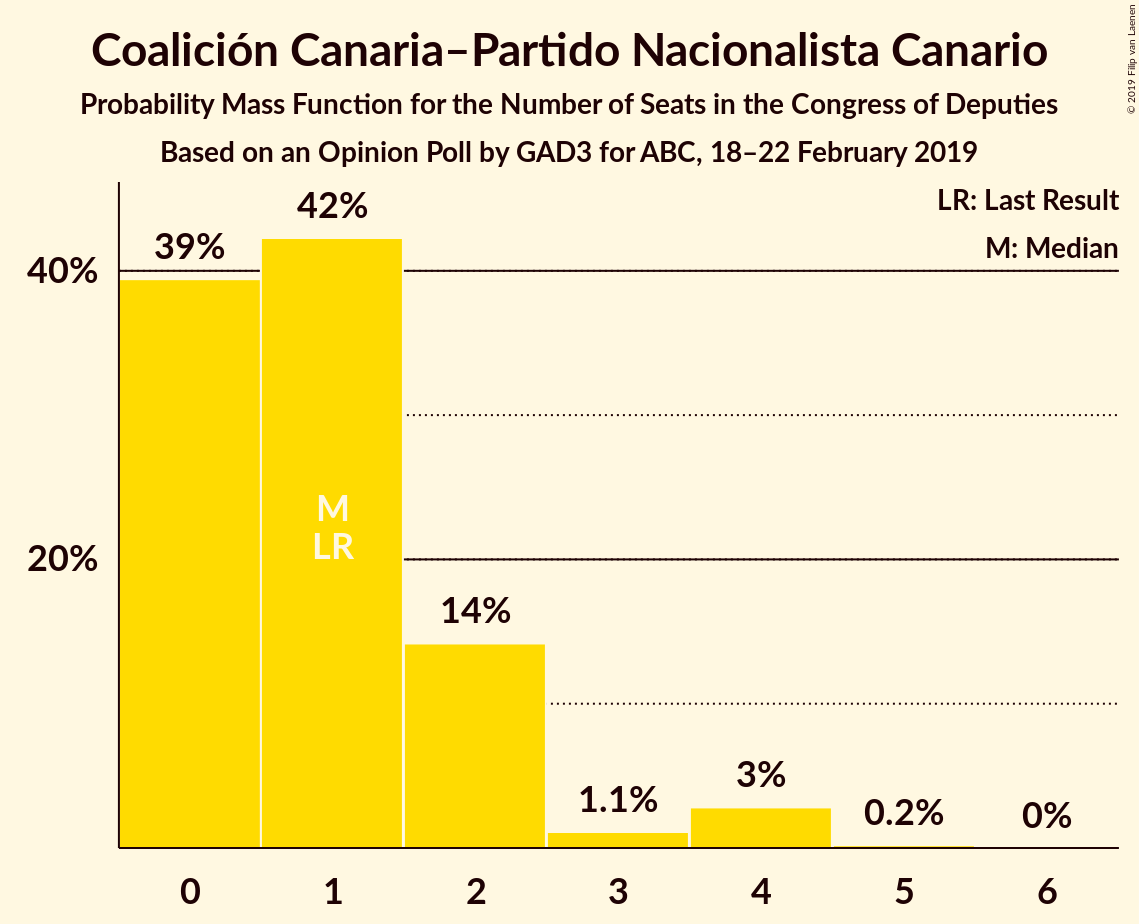 Coalición Canaria–Partido Nacionalista Canario
Probability Mass Function for the Number of Seats in the Congress of Deputies
Based on an Opinion Poll by GAD3 for ABC, 18–22 February 2019
© 2019 Filip van Laenen
LR: Last Result
M: Median
42%
39%
40%
M
LR
20%
14%
3%
1.1%
0.2%
0%
0 1 2 3 4 5 6